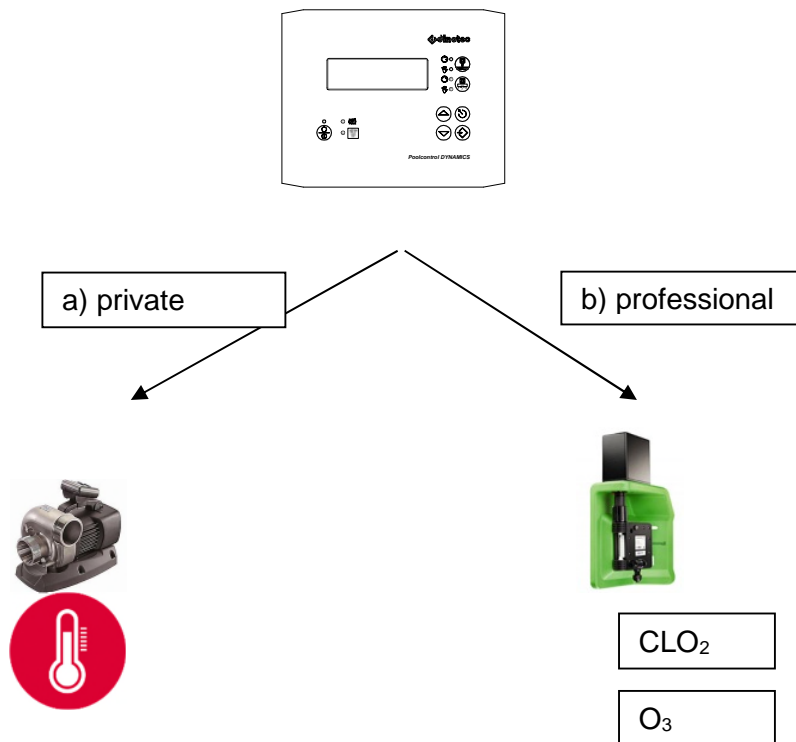 dinotec
Poolcontrol DYNAMICS
a) private
b) professional
CLO₂
O₃